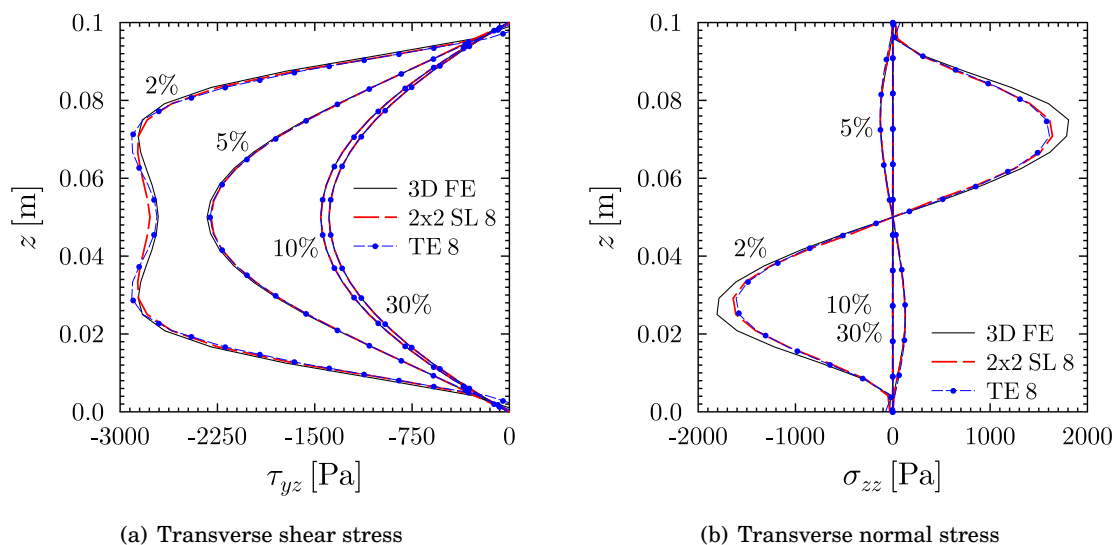 0.1
0.08
0.06
0.04
0.02
0.0
z [m]
2%
5%
10%
30%
3D FE
2x2 SL 8
TE 8
-3000
-2250
-1500
-750
0
τyz [Pa]
(a) Transverse shear stress
0.1
0.08
0.06
0.04
0.02
0.0
z [m]
5%
2%
10%
30%
3D FE
2x2 SL 8
TE 8
-2000
-1000
0
1000
2000
σzz [Pa]
(b) Transverse normal stress